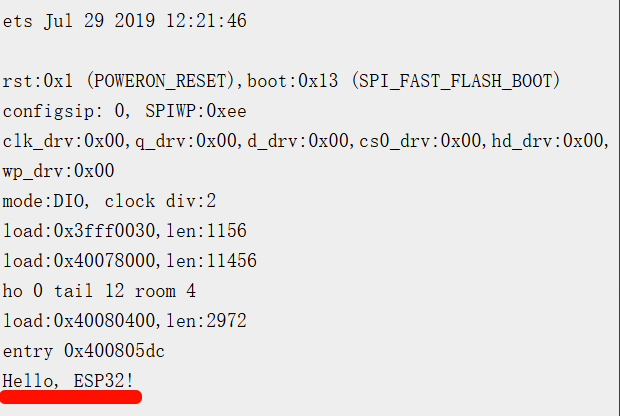 ets Jul 29 2019 12:21:46
rst:0x1 (POWERON_RESET),boot:0x13 (SPI_FAST_FLASH_BOOT)
configsip: 0, SPIWP:0xee
clk_drv:0x00,q_drv:0x00,d_drv:0x00,cs0_drv:0x00,hd_drv:0x00,
wp_drv:0x00
mode:DIO, clock div:2
load:0x3fff0030,len:1156
load:0x40078000,len:11456
ho 0 tail 12 room 4
load:0x40080400,len:2972
entry 0x400805dc
Hello, ESP32!